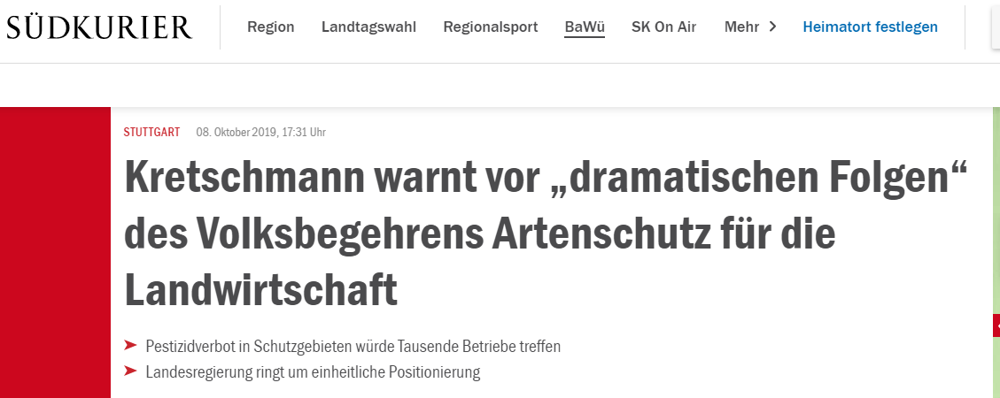 SÜDKURIER
Region Landtagswahl Regionalsport BaWü SK On Air Mehr Heimatort festlegen
STUTTGART 08. Oktober 2019, 17:31 Uhr
Kretschmann warnt vor „dramatischen Folgen“
des Volksbegehrens Artenschutz für die
Landwirtschaft
Pestizidverbot in Schutzgebieten würde Tausende Betriebe treffen
Landesregierung ringt um einheitliche Positionierung